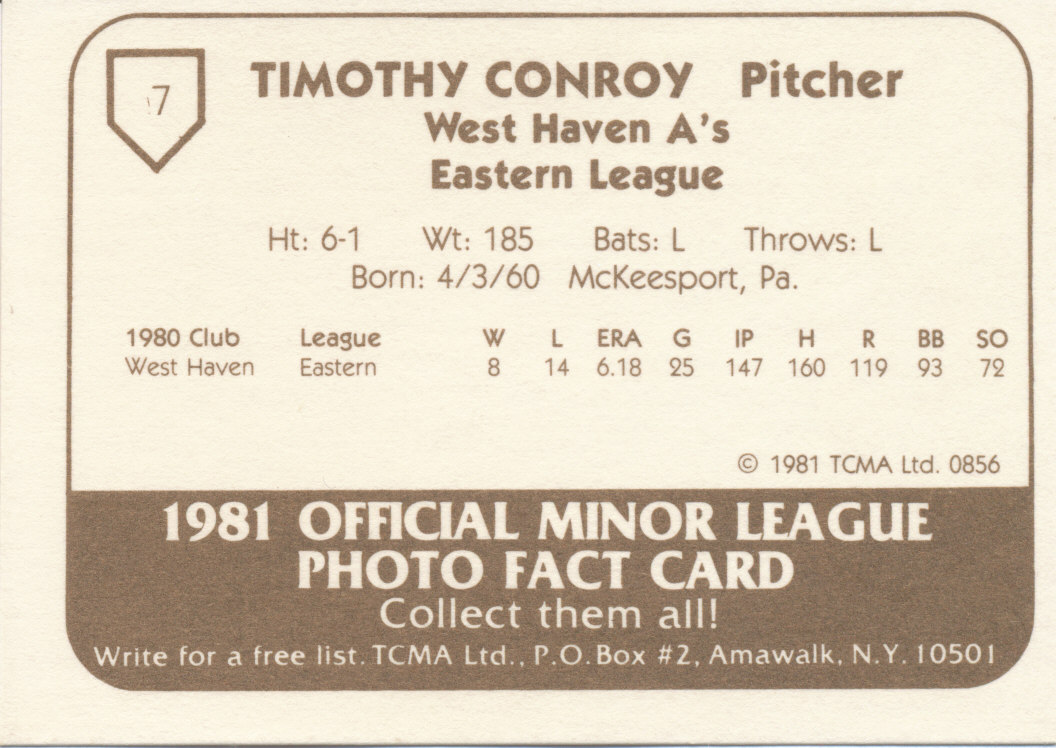 7
TIMOTHY CONROY Pitcher
West Haven A's
Eastern League
Ht: 6-1 Wt: 185 Bats: L Throws: L
Born: 4/3/60 McKeesport, Pa.
1980 Club League W L ERA G IP H R BB SO
West Haven Eastern 8 14 6.18 25 147 160 119 93 72
© 1981 TCMA Ltd. 0856
1981 OFFICIAL MINOR LEAGUE
PHOTO FACT CARD
Collect them all!
Write for a free list. TCMA Ltd., P.O. Box #2, Amawalk, N.Y. 10501